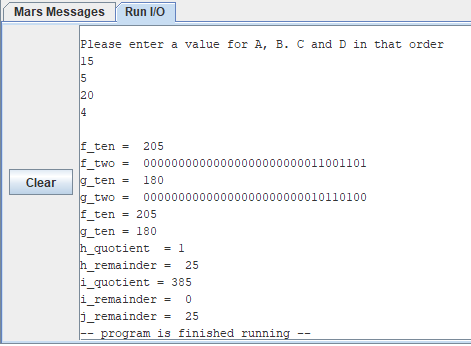 Mars Messages Run I/O
Please enter a value for A, B. C and D in that order
15
5
20
4
f_ten = 205
f_two = 00000000000000000000000011001101
g_ten = 180
Clear
g_two = 00000000000000000000000010110100
f_ten = 205
g_ten = 180
h_quotient = 1
h_remainder = 25
i_quotient = 385
i_remainder = 0
j_remainder = 25
-- program is finished running --